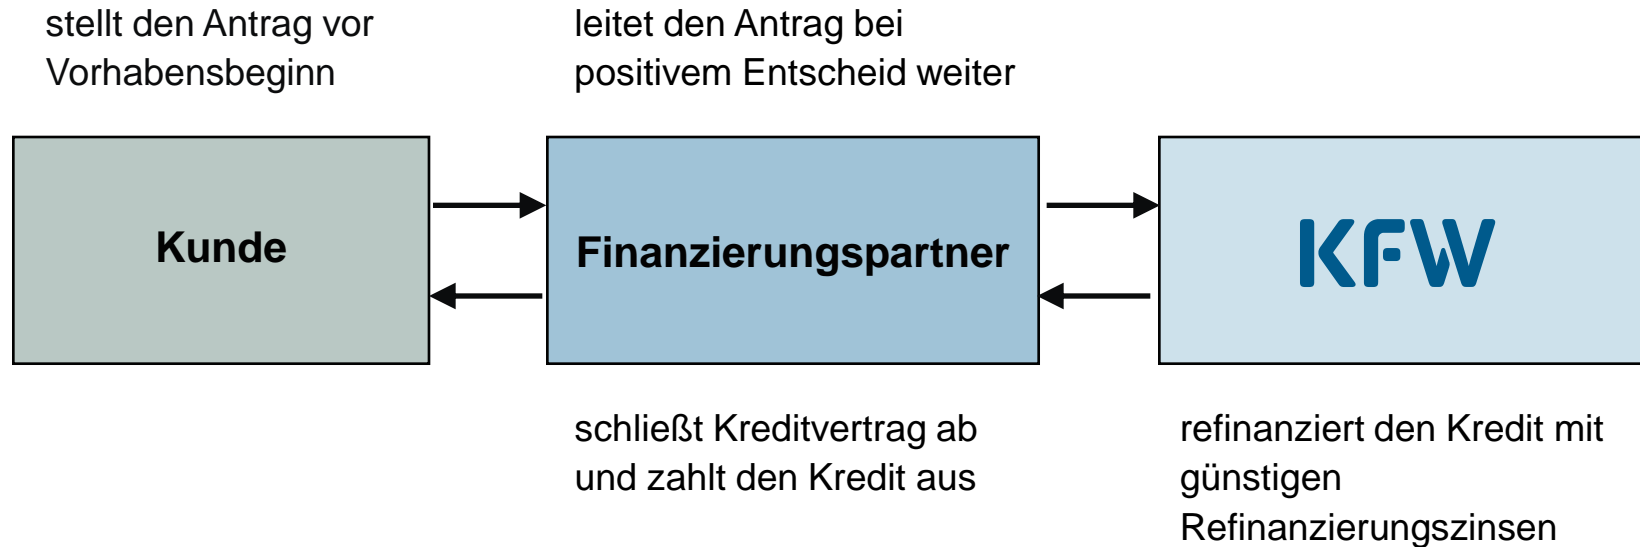 stellt den Antrag vor
Vorhabensbeginn
leitet den Antrag bei
positivem Entscheid weiter
Kunde
Finanzierungspartner
KFW
schließt Kreditvertrag ab
und zahlt den Kredit aus
refinanziert den Kredit mit
günstigen
Refinanzierungszinsen